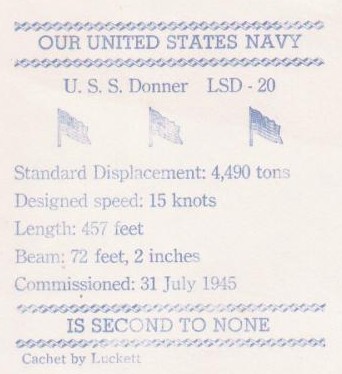 OUR UNITED STATES NAVY
U. S. S. Donner LSD - 20
Standard Displacement: 4,490 tons
Designed speed: 15 knots
Length: 457 feet
Beam: 72 feet, 2 inches
Commissioned: 31 July 1945
IS SECOND TO NONE
Cachet by Luckett